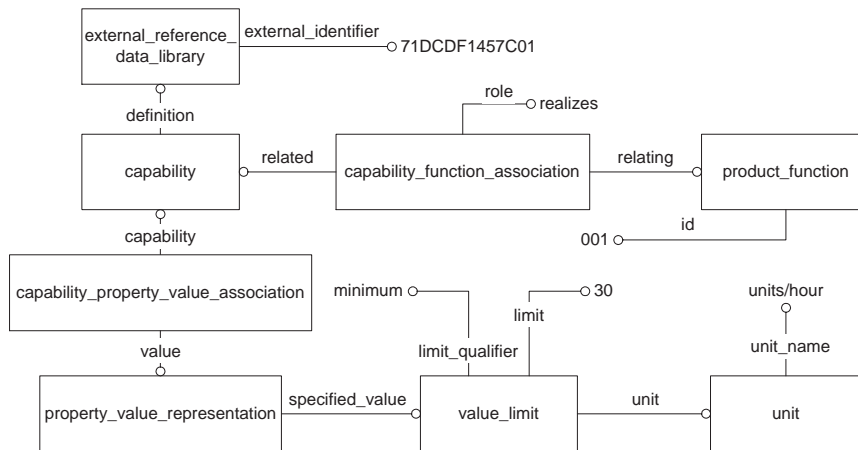 external_reference_
data_library
external_identifier
71DCDF1457C01
definition
role
realizes
capability
related
capability_function_association
relating
product_function
capability
id
001
capability_property_value_association
minimum
30
units/hour
limit
value
limit_qualifier
unit_name
property_value_representation
specified_value
value_limit
unit
unit